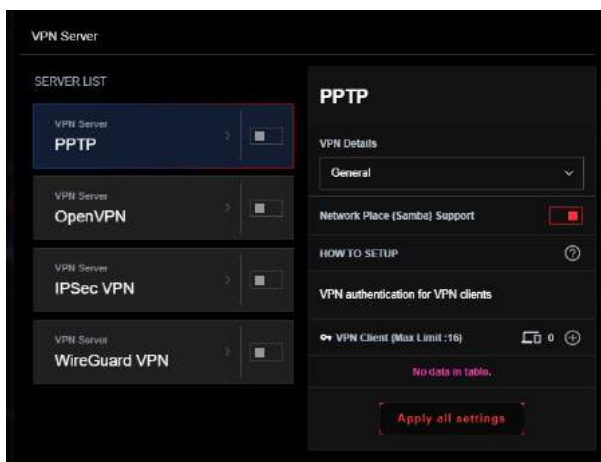 VPN Server
SERVER LIST
VPN Server
PPTP
VPN Server
OpenVPN
VPN Server
IPSec VPN
VPN Server
WireGuard VPN
PPTP
VPN Details
General
Network Place (Samba) Support
HOW TO SETUP
VPN authentication for VPN clients
VPN Client (Max Limit :16) 0
No data in table.
Apply all settings